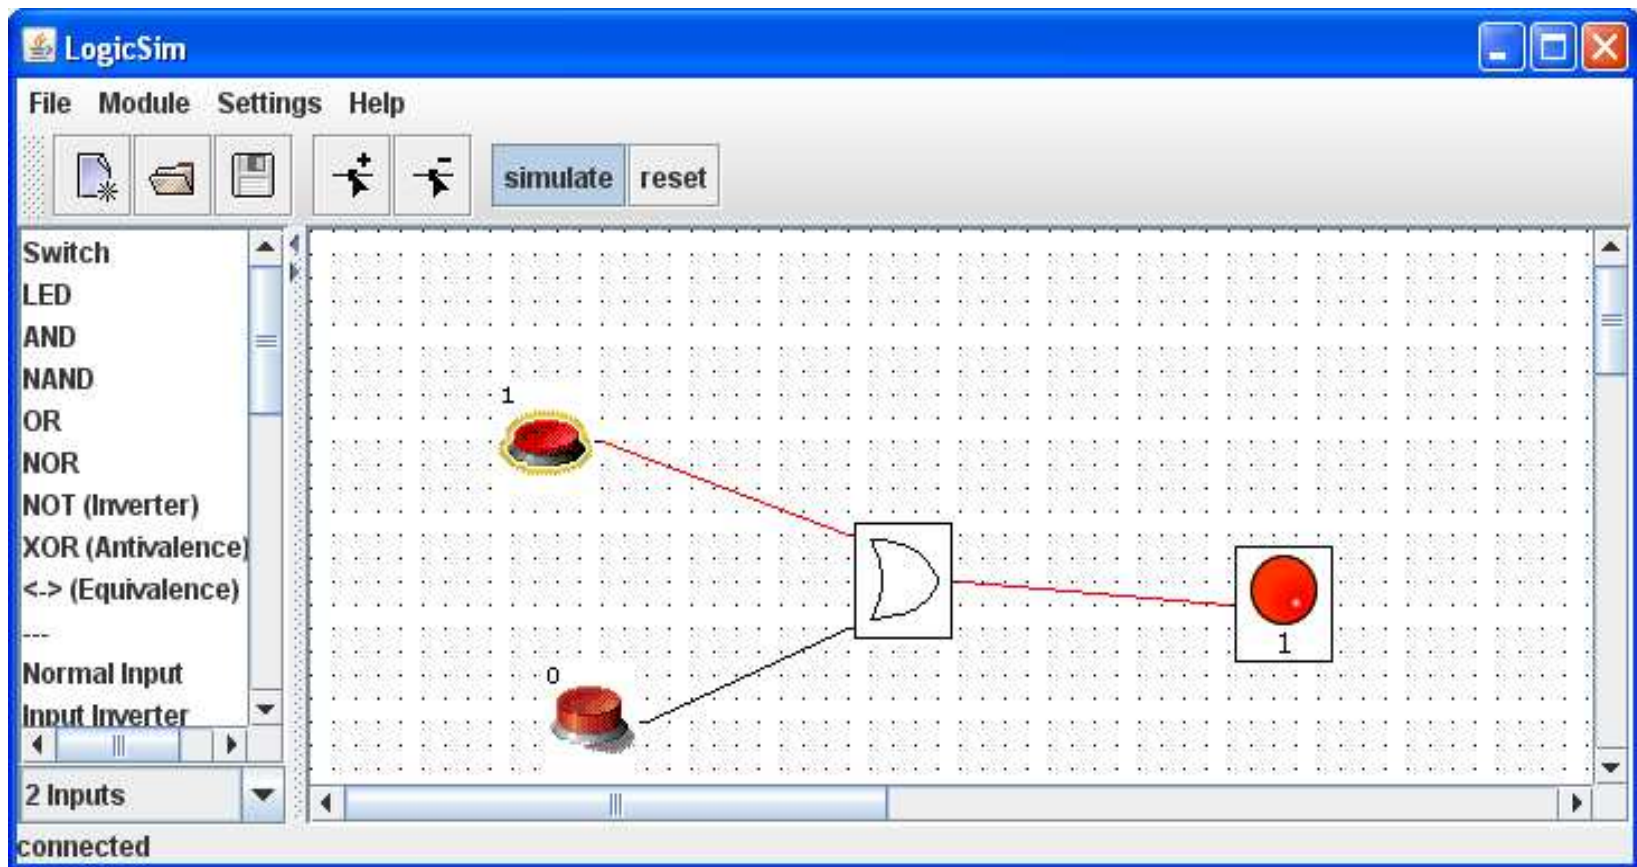 LogicSim
File Module Settings Help
simulate reset
Switch
LED
AND
NAND
OR
NOR
NOT (Inverter)
XOR (Antivalence)
<-> (Equivalence)
---
Normal Input
Input Inverter
2 Inputs
1
0
1
connected